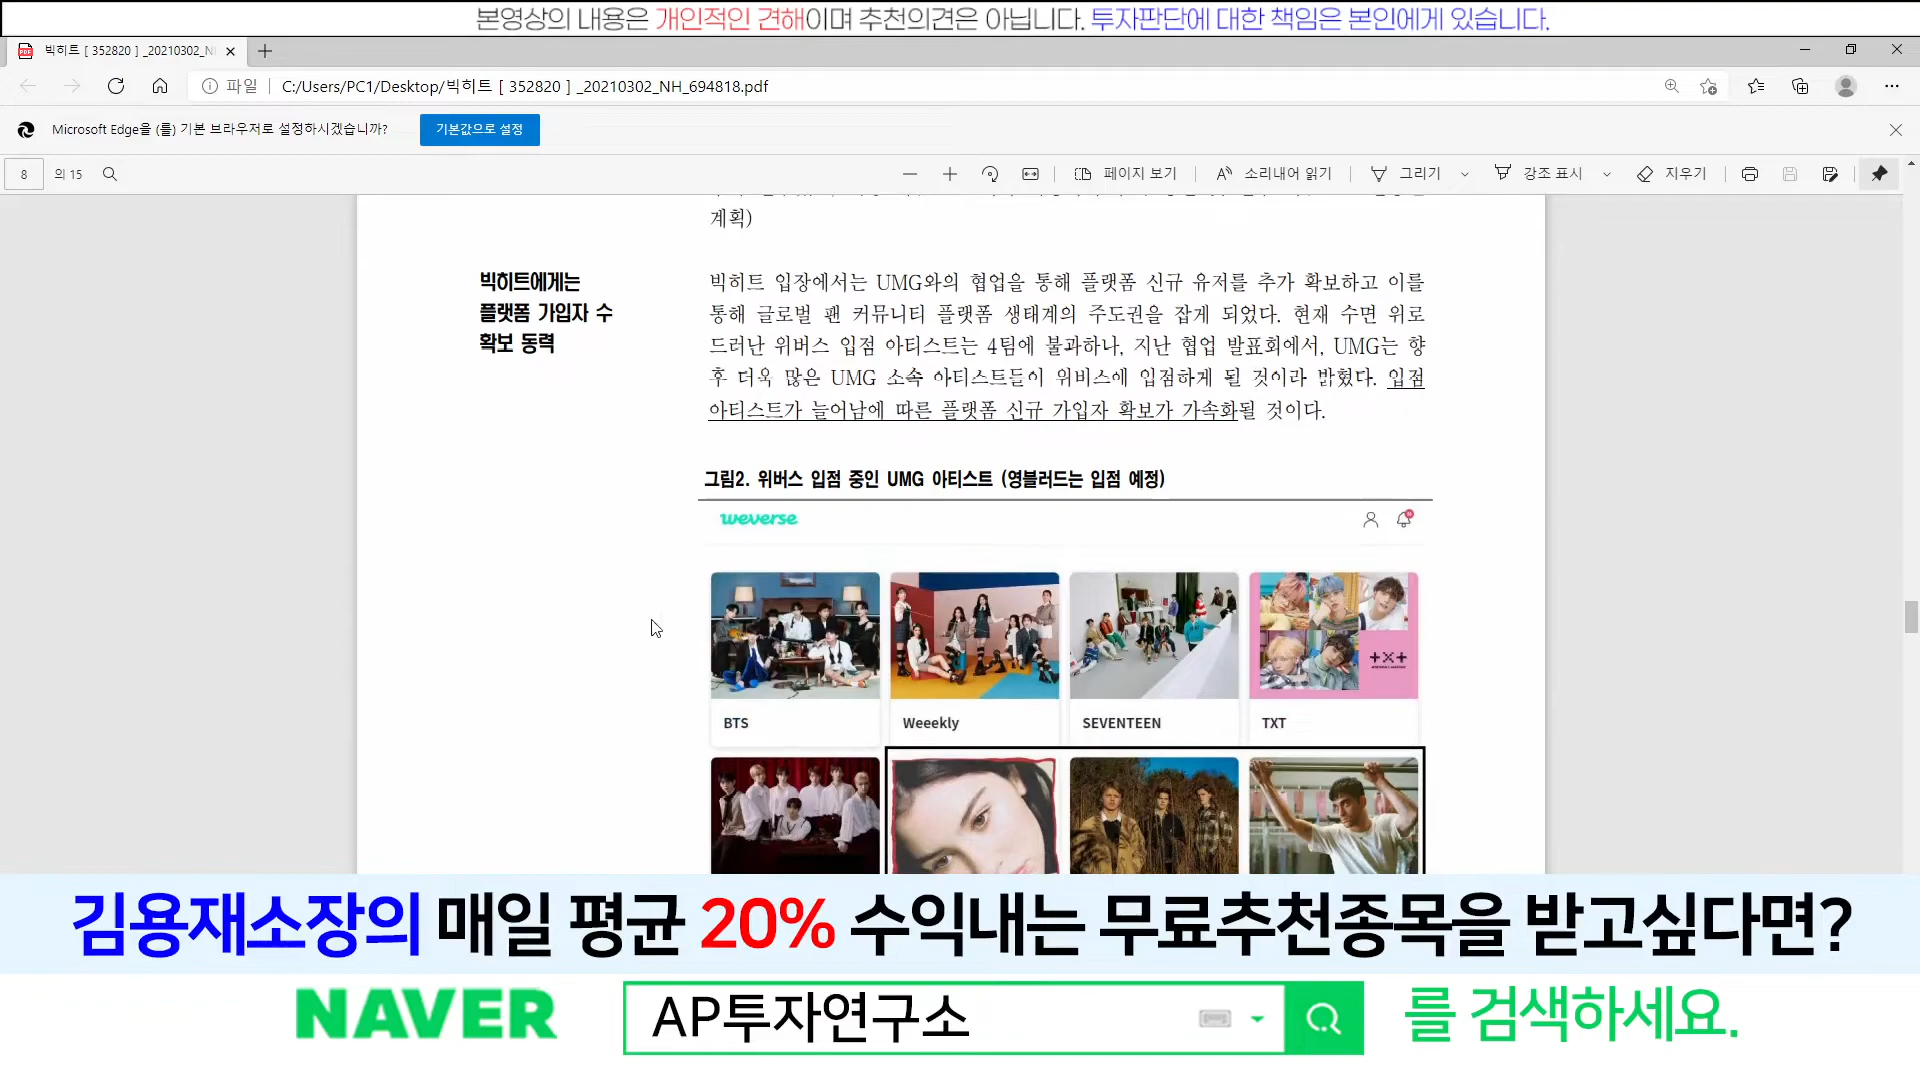 본영상의 내용은 개인적인 견해이며 추천의견은 아닙니다. 투자판단에 대한 책임은 본인에게 있습니다.
빅히트 [ 352820 ] _20210302_NH
파일 C:/Users/PC1/Desktop/빅히트 [ 352820 ] _20210302_NH_694818.pdf
Microsoft Edge을 (를) 기본 브라우저로 설정하시겠습니까? 기본값으로 설정
8 의 15 페이지 보기 소리내어 읽기 그리기 강조 표시 지우기
계획)
빅히트에게는
플랫폼 가입자 수
확보 동력
빅히트 입장에서는 UMG와의 협업을 통해 플랫폼 신규 유저를 추가 확보하고 이를
통해 글로벌 팬 커뮤니티 플랫폼 생태계의 주도권을 잡게 되었다. 현재 수면 위로
드러난 위버스 입점 아티스트는 4팀에 불과하나, 지난 협업 발표회에서, UMG는 향
후 더욱 많은 UMG 소속 아티스트들이 위버스에 입점하게 될 것이라 밝혔다. 입점
아티스트가 늘어남에 따른 플랫폼 신규 가입자 확보가 가속화될 것이다.
그림2. 위버스 입점 중인 UMG 아티스트 (영블러드는 입점 예정)
weverse
BTS Weeekly SEVENTEEN TXT
김용재소장의 매일 평균 20% 수익내는 무료추천종목을 받고싶다면?
NAVER AP투자연구소 를 검색하세요.